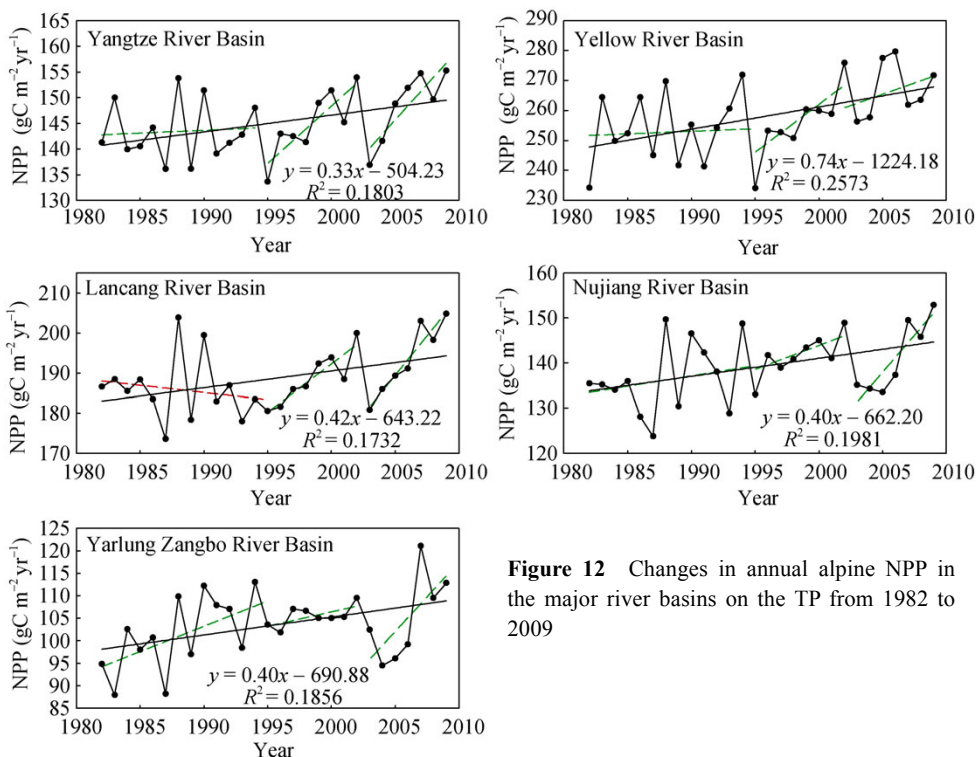 Yangtze River Basin
NPP (gC m⁻² yr⁻¹)
165
160
155
150
145
140
135
130
y = 0.33x − 504.23
R² = 0.1803
1980 1985 1990 1995 2000 2005 2010
Year
Yellow River Basin
NPP (gC m⁻² yr⁻¹)
290
280
270
260
250
240
230
y = 0.74x − 1224.18
R² = 0.2573
1980 1985 1990 1995 2000 2005 2010
Year
Lancang River Basin
NPP (gC m⁻² yr⁻¹)
210
200
190
180
170
160
y = 0.42x − 643.22
R² = 0.1732
1980 1985 1990 1995 2000 2005 2010
Year
Nujiang River Basin
NPP (gC m⁻² yr⁻¹)
160
150
140
130
120
y = 0.40x − 662.20
R² = 0.1981
1980 1985 1990 1995 2000 2005 2010
Year
Yarlung Zangbo River Basin
NPP (gC m⁻² yr⁻¹)
125
120
115
110
105
100
95
90
85
y = 0.40x − 690.88
R² = 0.1856
1980 1985 1990 1995 2000 2005 2010
Year
Figure 12 Changes in annual alpine NPP in
the major river basins on the TP from 1982 to
2009